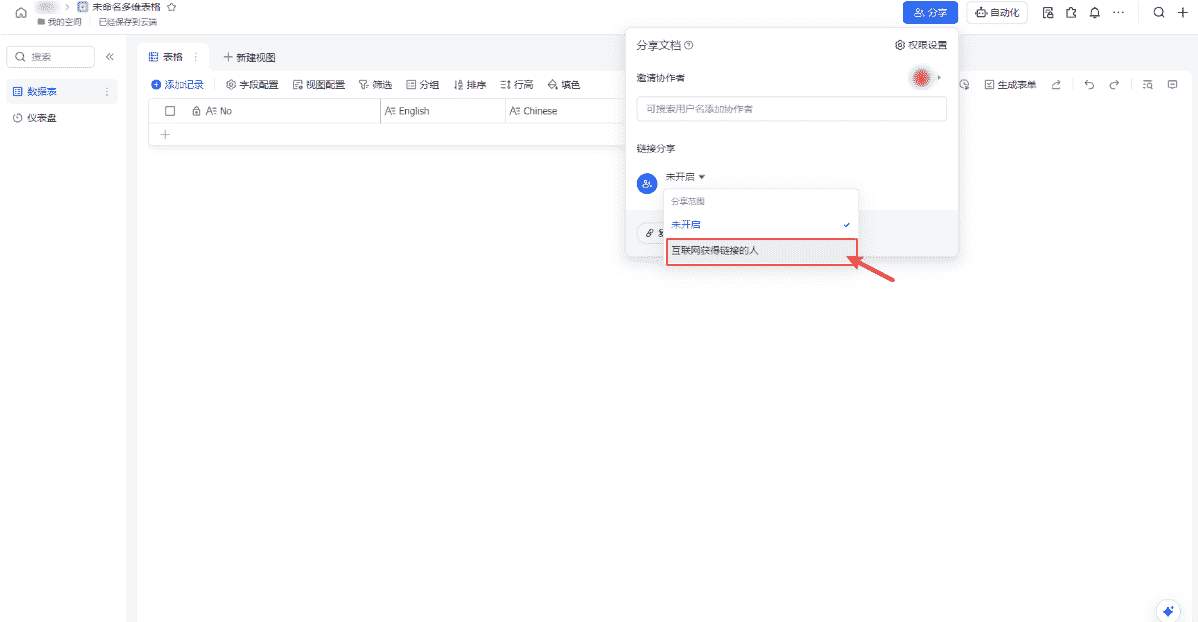 未命名多维表格
我的空间 已经保存到云端
分享
自动化
搜索
数据表
仪表盘
表格
新建视图
添加记录 字段配置 视图配置 筛选 分组 排序 行高 填色
生成表单
No English Chinese
分享文档 权限设置
邀请协作者
可搜索用户名添加协作者
链接分享
未开启
分享范围
未开启
互联网获得链接的人